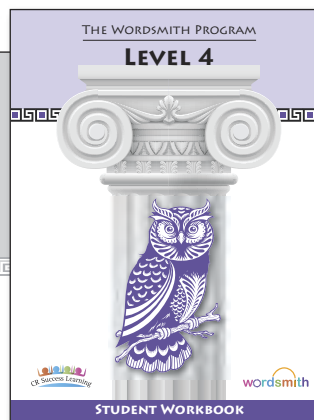 THE WORDSMITH PROGRAM
LEVEL 4
CR Success Learning
wordsmith
STUDENT WORKBOOK